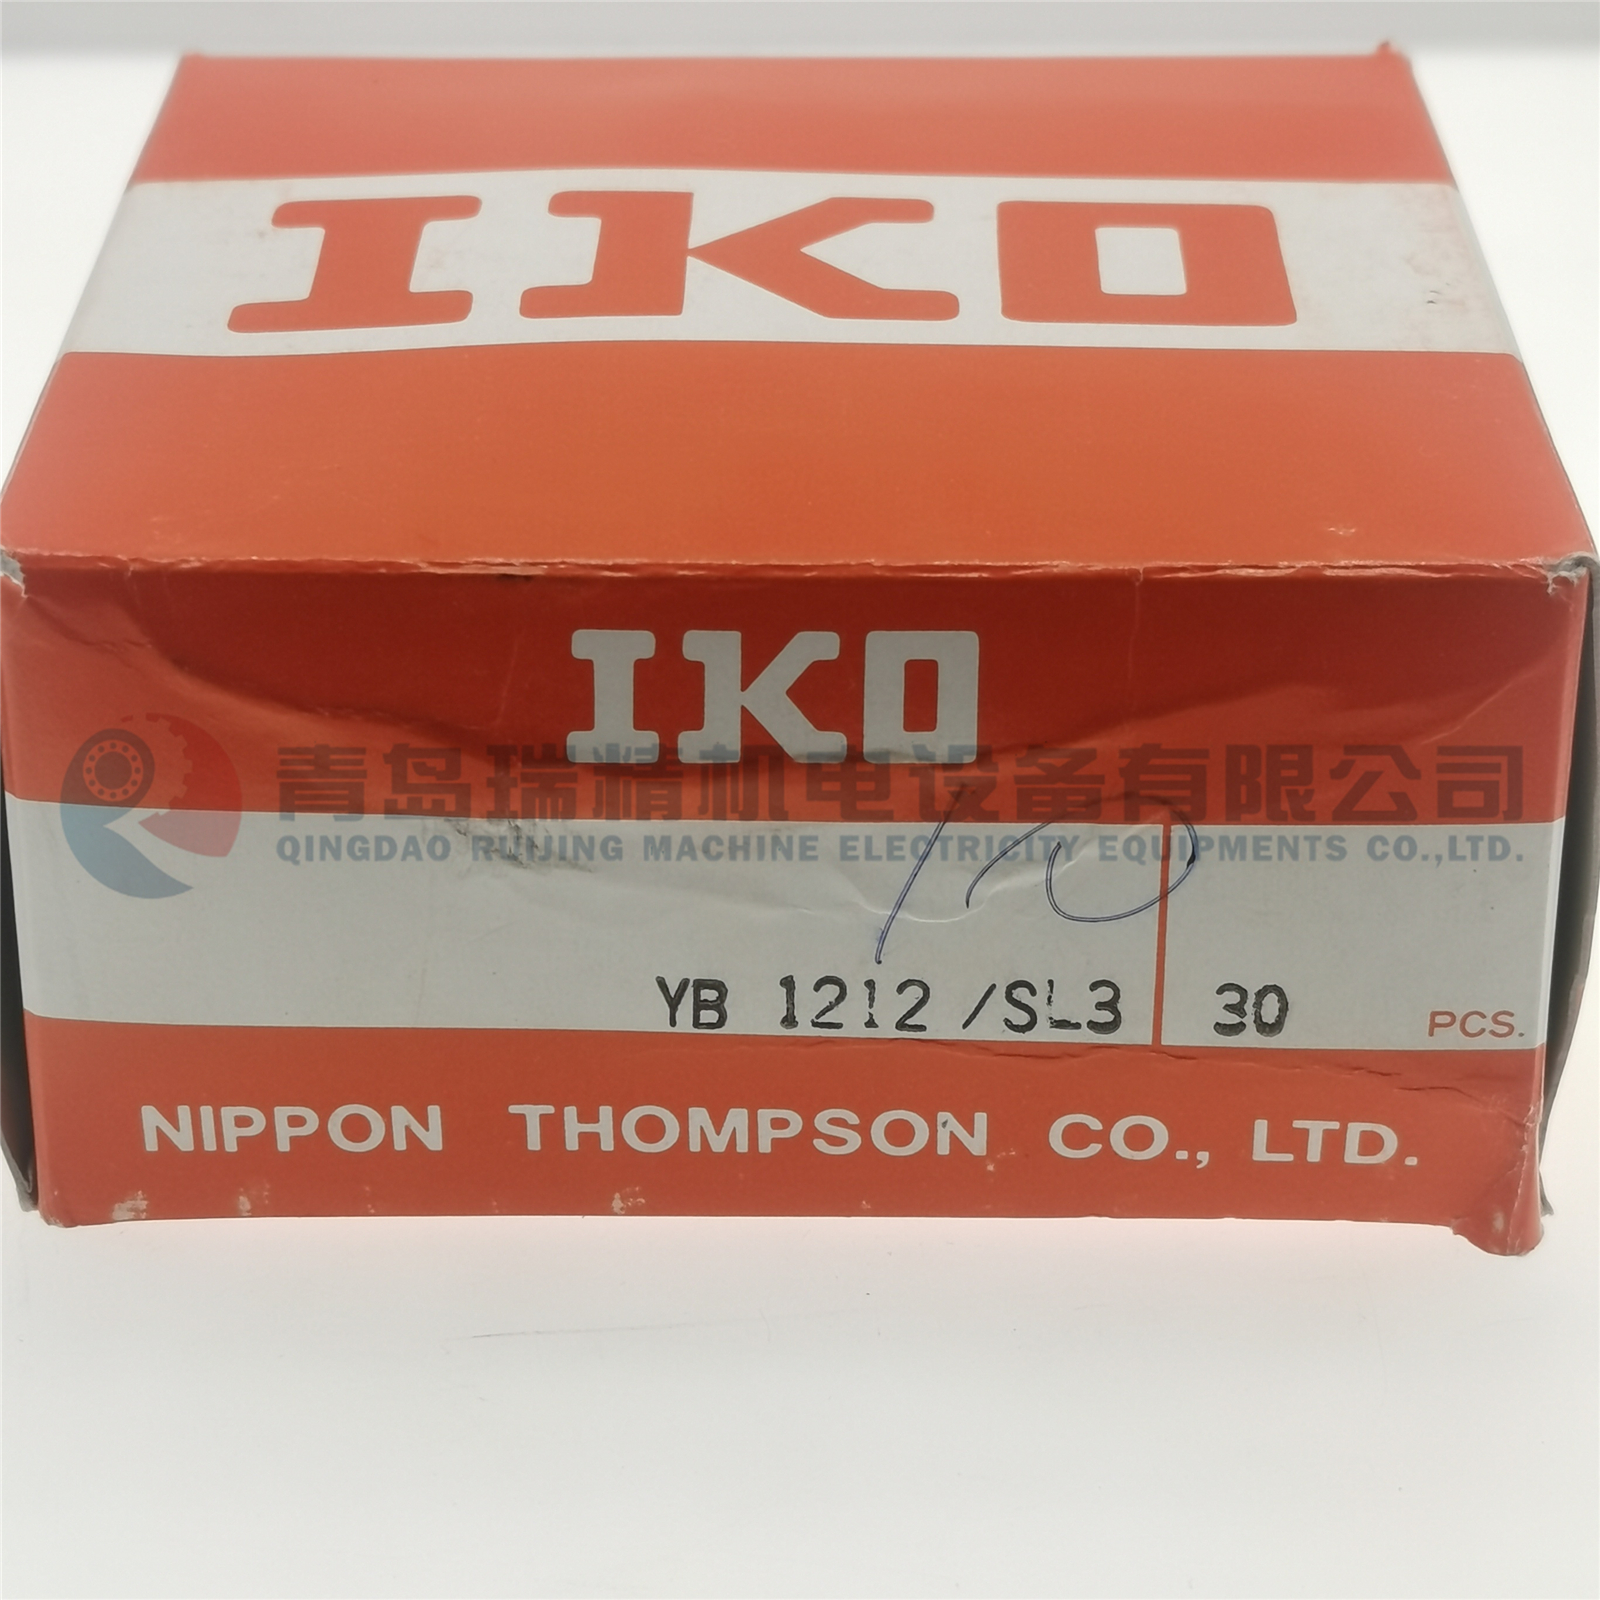 IKO
IKO
青岛瑞精机电设备有限公司
QINGDAO RUIJING MACHINE ELECTRICITY EQUIPMENTS CO.,LTD.
YB 1212 /SL3 30 PCS.
NIPPON THOMPSON CO., LTD.